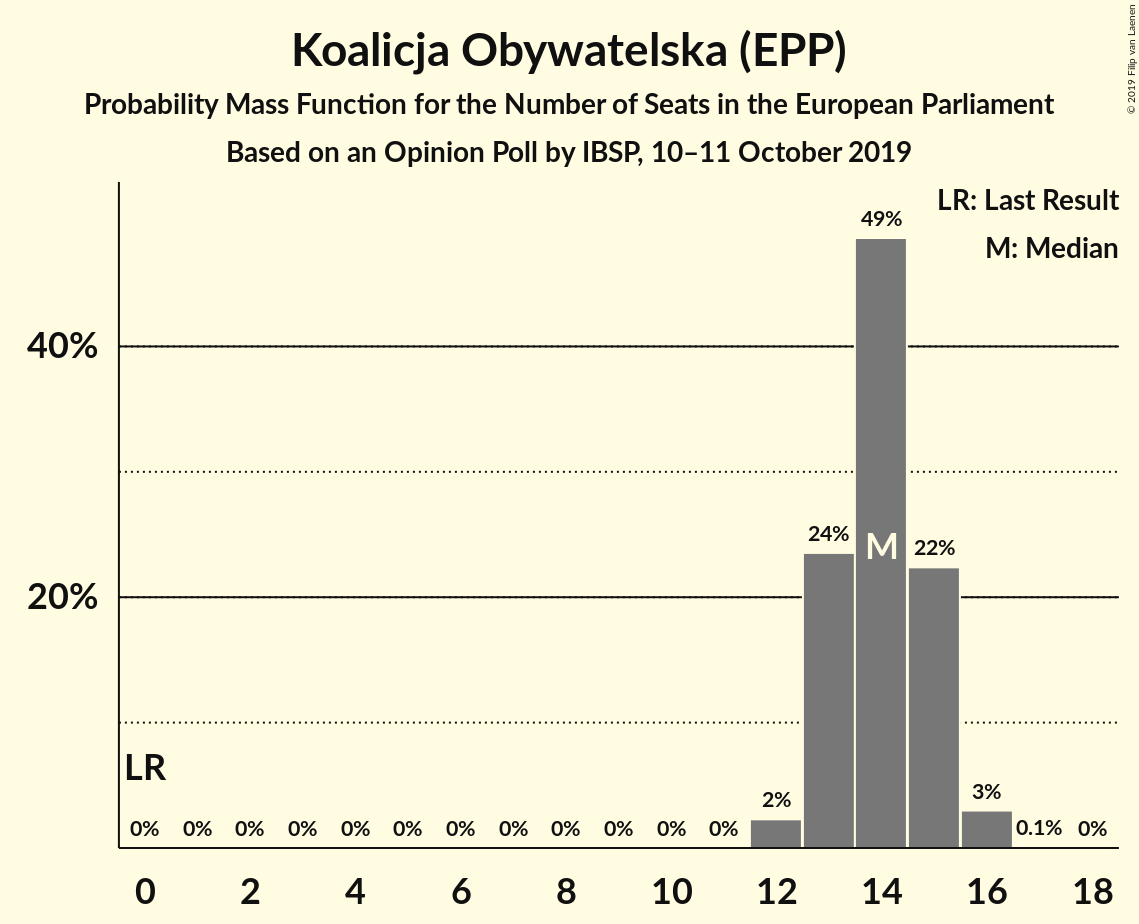 Koalicja Obywatelska (EPP)
Probability Mass Function for the Number of Seats in the European Parliament
Based on an Opinion Poll by IBSP, 10–11 October 2019
© 2019 Filip van Laenen
LR: Last Result
M: Median
49%
40%
24%
M
22%
20%
LR
2%
3%
0% 0% 0% 0% 0% 0% 0% 0% 0% 0% 0% 0% 0.1% 0%
0 2 4 6 8 10 12 14 16 18